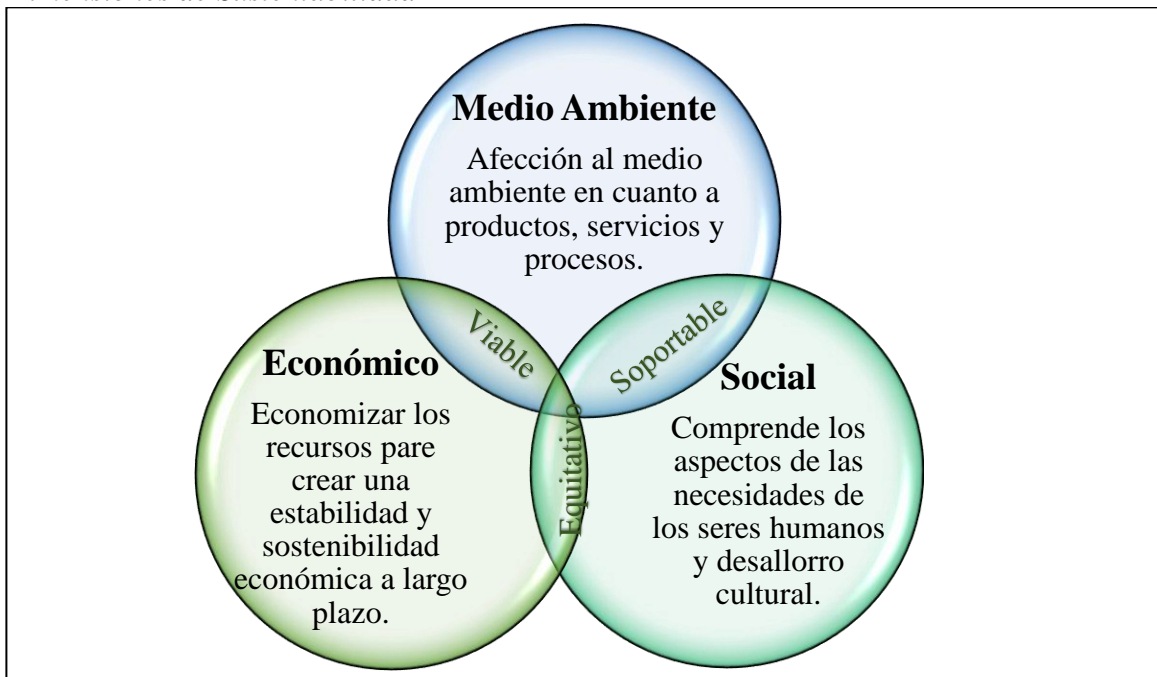 Medio Ambiente
Afección al medio
ambiente en cuanto a
productos, servicios y
procesos.
Viable
Soportable
Equitativo
Económico
Economizar los
recursos pare
crear una
estabilidad y
sostenibilidad
económica a largo
plazo.
Social
Comprende los
aspectos de las
necesidades de
los seres humanos
y desallorro
cultural.